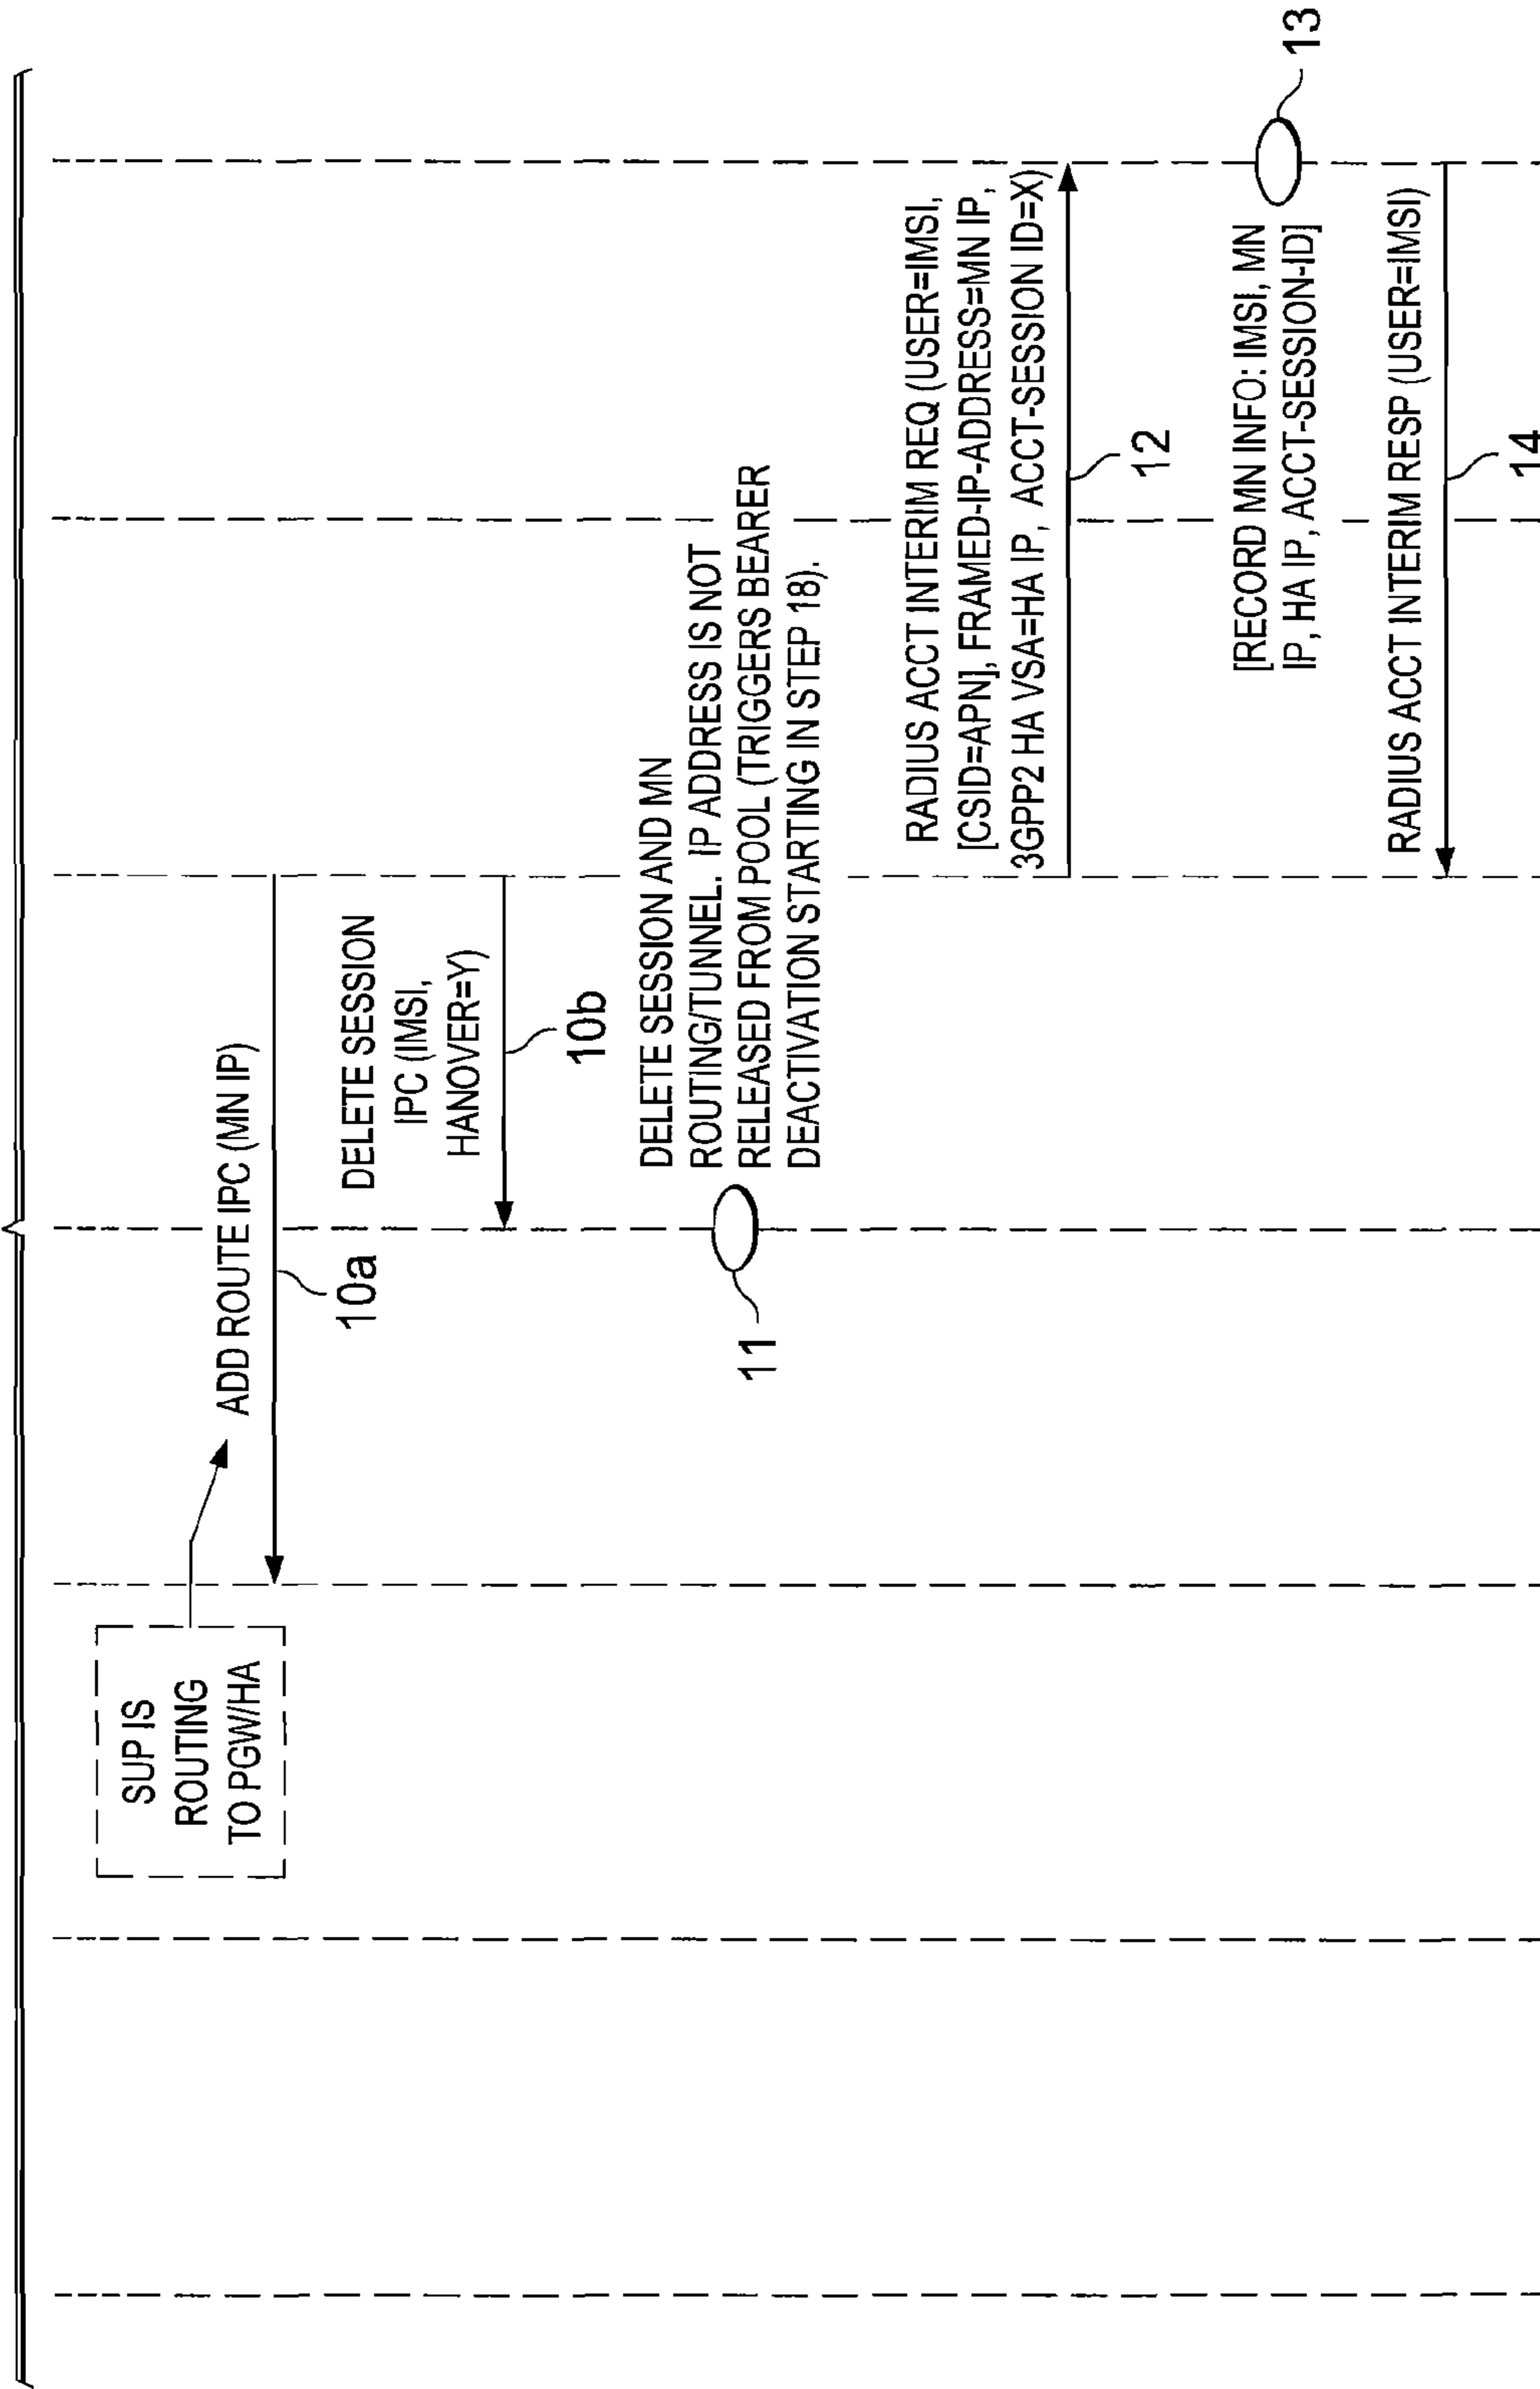 SUP IS
ROUTING
TO PGW/HA
ADD ROUTE IPC (MN IP)
10a
DELETE SESSION
IPC (IMSI,
HANOVER=Y)
10b
DELETE SESSION AND MN
ROUTING/TUNNEL. IP ADDRESS IS NOT
RELEASED FROM POOL (TRIGGERS BEARER
DEACTIVATION STARTING IN STEP 18).
11
RADIUS ACCT INTERIM REQ (USER=IMSI,
[CSID=APN], FRAMED-IP-ADDRESS=MN IP,
3GPP2 HA VSA=HA IP, ACCT-SESSION ID=X)
12
[RECORD MN INFO: IMSI, MN
IP, HA IP, ACCT-SESSION-ID]
13
RADIUS ACCT INTERIM RESP (USER=IMSI)
14